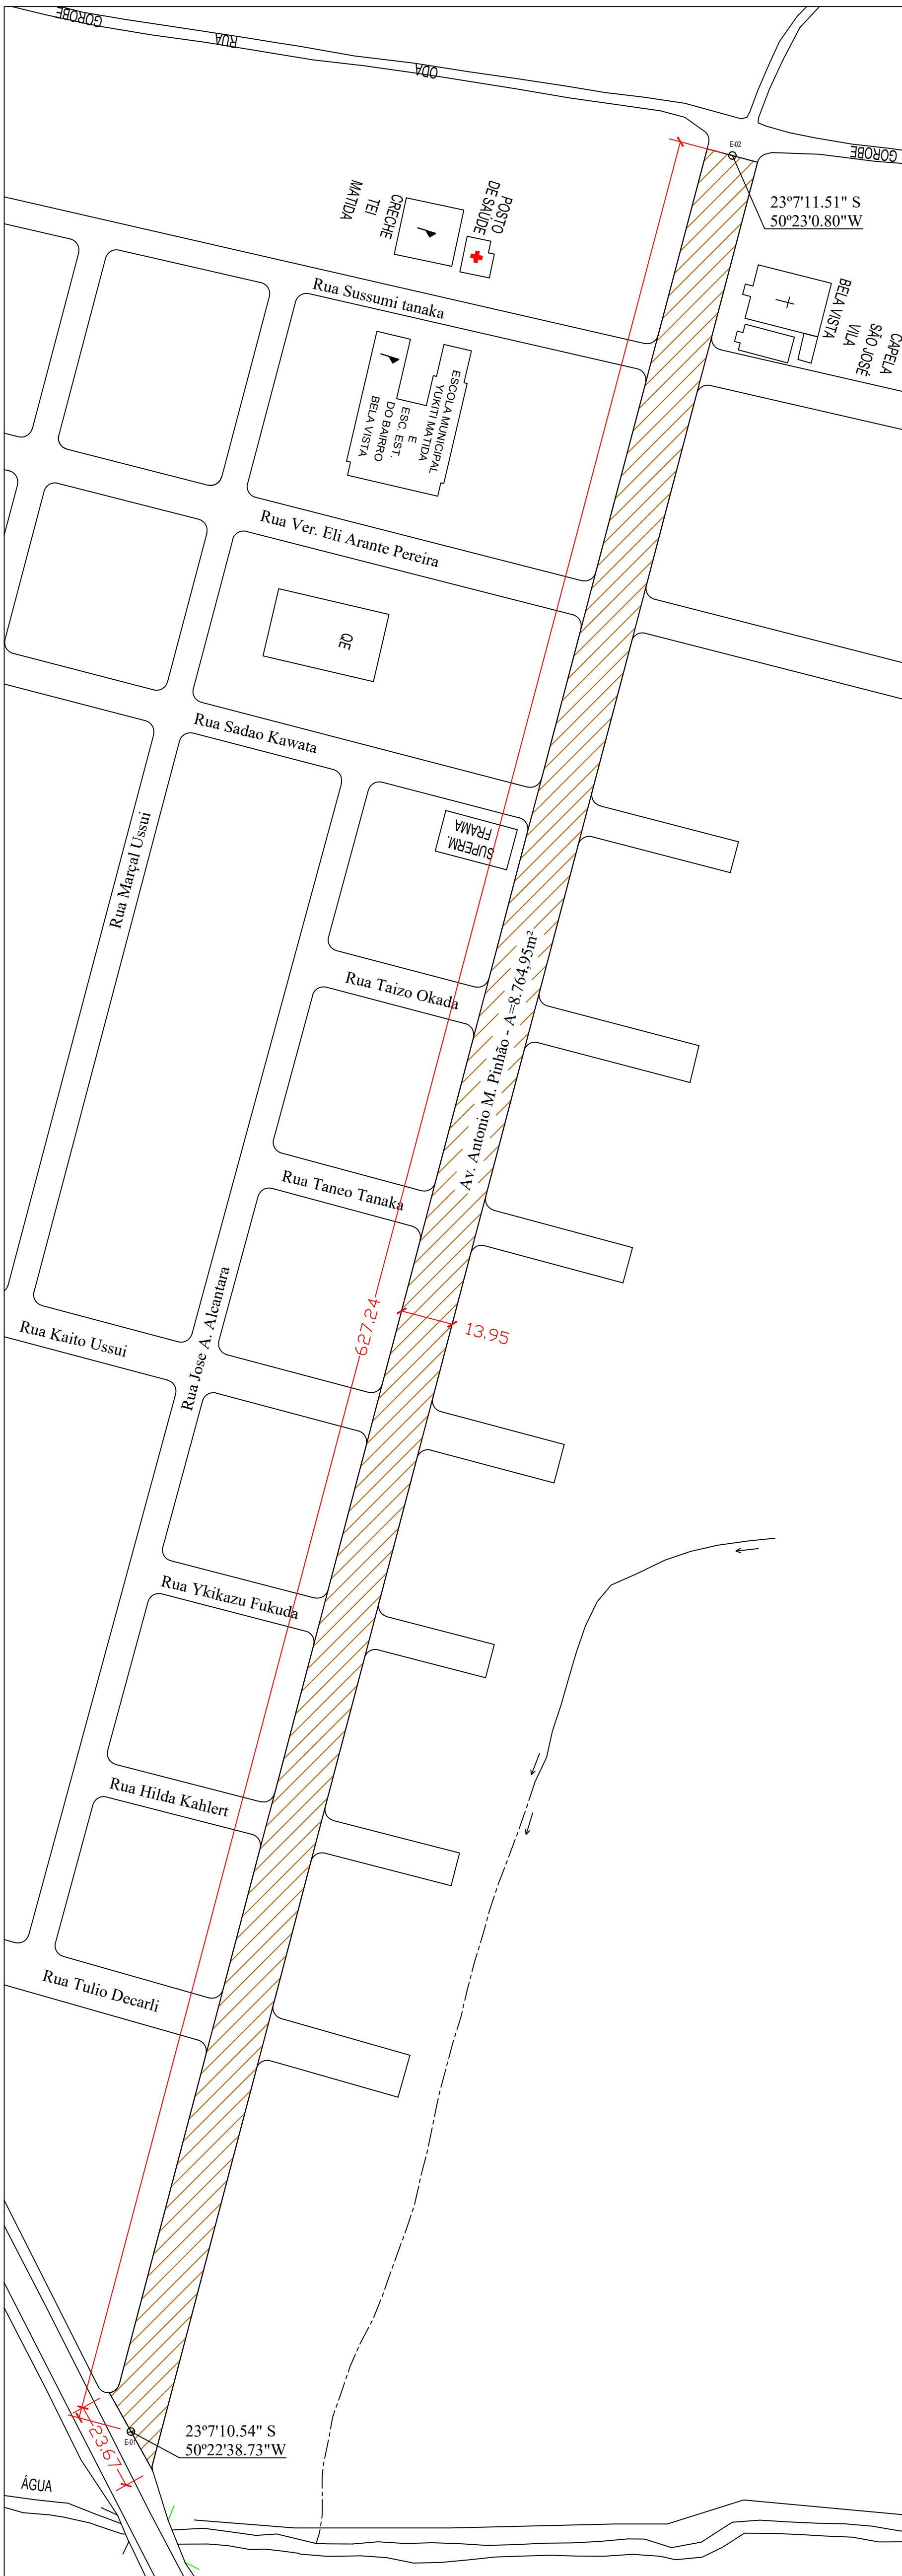 GOROBE
RUA
ODA
GOROBE
E-02
23º7'11.51" S
50º23'0.80"W
POSTO
DE SAÚDE
CRECHE
TEI
MATIDA
Rua Sussumi tanaka
CAPELA
SÃO JOSÉ
VILA
BELA VISTA
ESCOLA MUNICIPAL
YUKITI MATIDA
E
ESC. EST.
DO BAIRRO
BELA VISTA
Rua Ver. Eli Arante Pereira
QE
Rua Sadao Kawata
SUPERM.
FRAMA
Rua Marçal Ussui
Rua Taizo Okada
Av. Antonio M. Pinhão - A=8.764,95m²
Rua Taneo Tanaka
Rua Jose A. Alcantara
627,24
13,95
Rua Kaito Ussui
Rua Ykikazu Fukuda
Rua Hilda Kahlert
Rua Tulio Decarli
23,67
E-01
23º7'10.54" S
50º22'38.73"W
ÁGUA